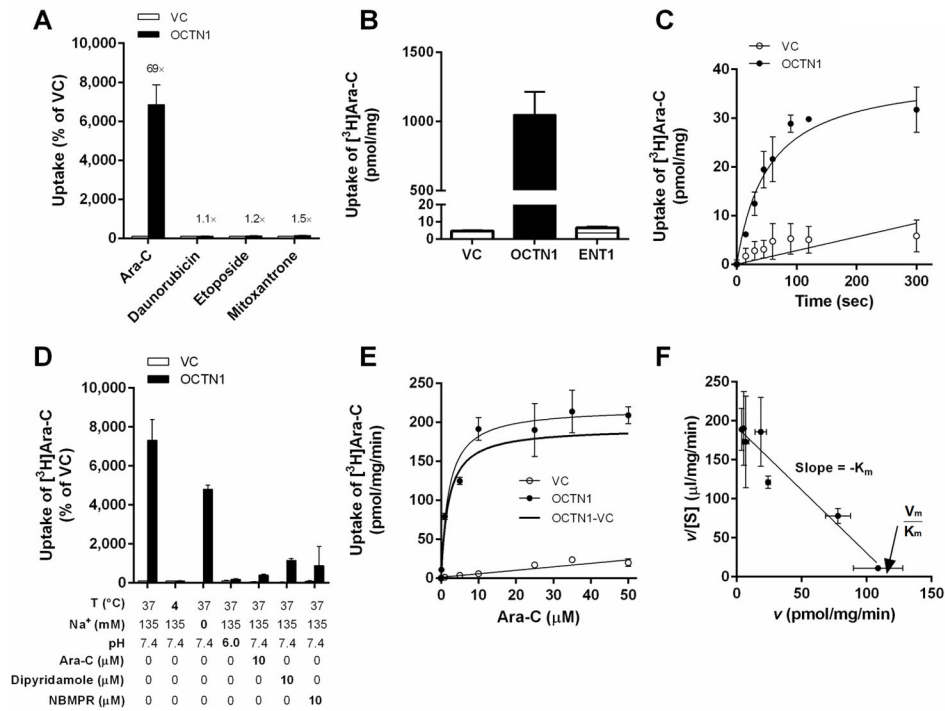 A
VC
OCTN1
Uptake (% of VC)
10,000
8,000
6,000
4,000
2,000
0
69×
1.1×
1.2×
1.5×
Ara-C
Daunorubicin
Etoposide
Mitoxantrone
B
Uptake of [³H]Ara-C
(pmol/mg)
1500
1000
500
20
10
0
VC
OCTN1
ENT1
C
VC
OCTN1
Uptake of [³H]Ara-C
(pmol/mg)
40
30
20
10
0
0
100
200
300
Time (sec)
D
VC
OCTN1
Uptake of [³H]Ara-C
(% of VC)
10,000
8,000
6,000
4,000
2,000
0
T (°C) 37 4 37 37 37 37 37
Na⁺ (mM) 135 135 0 135 135 135 135
pH 7.4 7.4 7.4 6.0 7.4 7.4 7.4
Ara-C (μM) 0 0 0 0 10 0 0
Dipyridamole (μM) 0 0 0 0 0 10 0
NBMPR (μM) 0 0 0 0 0 0 10
E
Uptake of [³H]Ara-C
(pmol/mg/min)
250
200
150
100
50
0
VC
OCTN1
OCTN1-VC
0 10 20 30 40 50
Ara-C (μM)
F
v/[S] (μl/mg/min)
250
200
150
100
50
0
Slope = -Km
Vm
Km
0 50 100 150
v (pmol/mg/min)